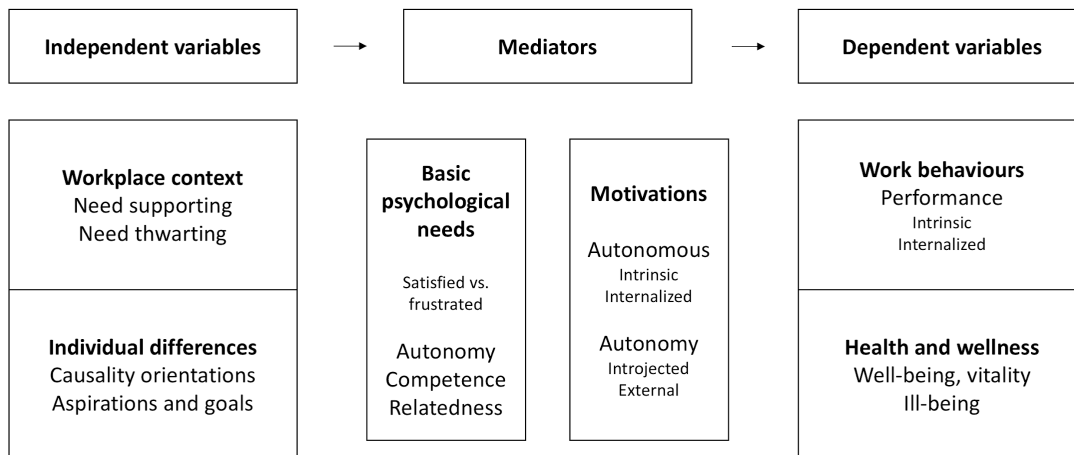 Independent variables
Mediators
Dependent variables
Workplace context
Need supporting
Need thwarting
Individual differences
Causality orientations
Aspirations and goals
Basic
psychological
needs
Satisfied vs.
frustrated
Autonomy
Competence
Relatedness
Motivations
Autonomous
Intrinsic
Internalized
Autonomy
Introjected
External
Work behaviours
Performance
Intrinsic
Internalized
Health and wellness
Well-being, vitality
Ill-being